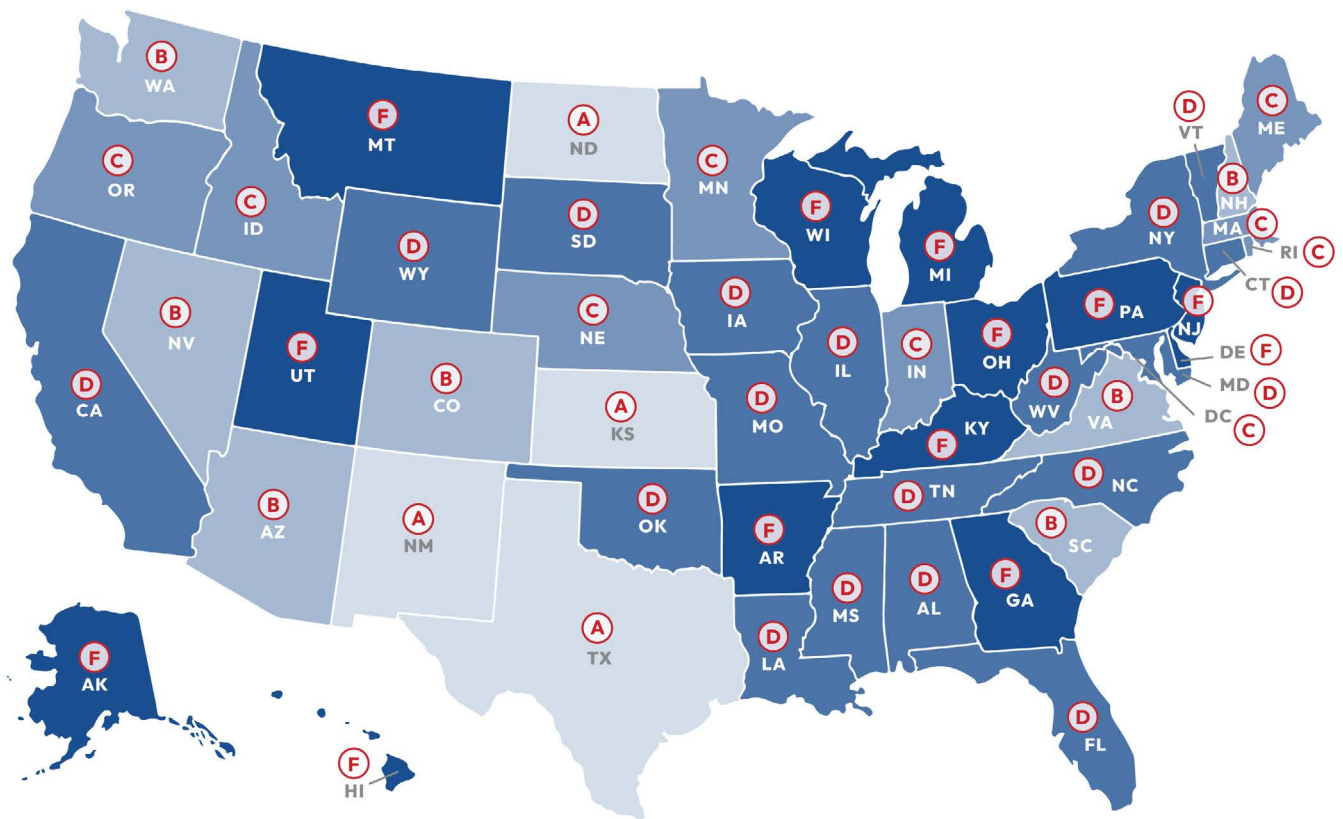 B
WA
F
MT
A
ND
C
MN
C
ME
D
VT
C
OR
C
ID
D
WY
D
SD
F
WI
F
MI
D
NY
B
NH
MA C
RI C
CT D
B
NV
F
UT
B
CO
C
NE
D
IA
D
IL
C
IN
F
OH
F PA
F
NJ
DE F
MD D
DC C
D
CA
A
KS
D
MO
F
KY
D
WV
B
VA
B
AZ
A
NM
D
OK
F
AR
D TN
D NC
B
SC
A
TX
D
LA
D
MS
D
AL
F
GA
D
FL
F
AK
F
HI